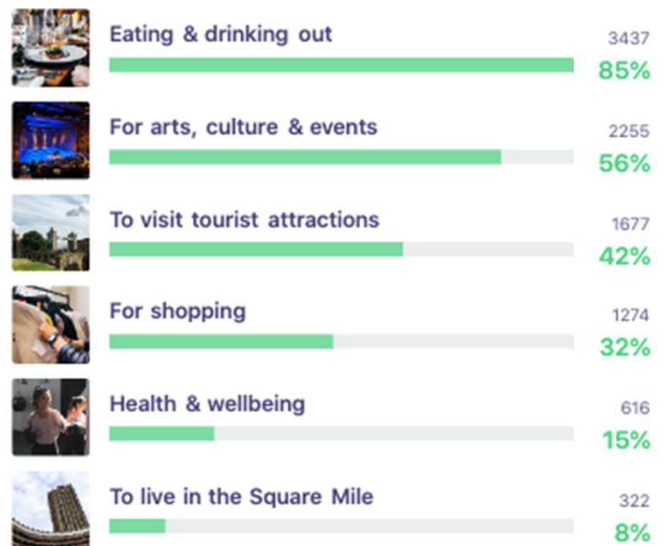 Eating & drinking out
3437
85%
For arts, culture & events
2255
56%
To visit tourist attractions
1677
42%
For shopping
1274
32%
Health & wellbeing
616
15%
To live in the Square Mile
322
8%